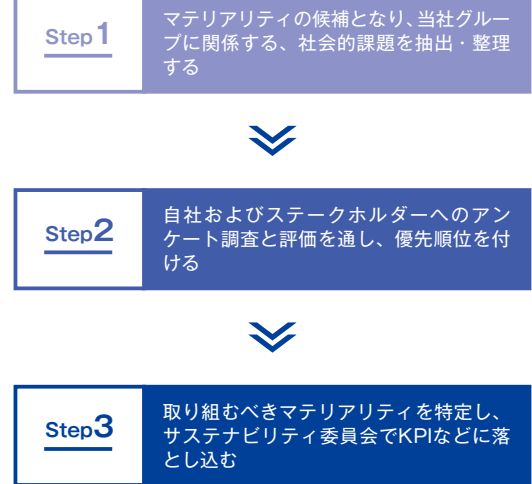 Step1
マテリアリティの候補となり、当社グルー
プに関係する、社会的課題を抽出・整理
する
Step2
自社およびステークホルダーへのアン
ケート調査と評価を通し、優先順位を付
ける
Step3
取り組むべきマテリアリティを特定し、
サステナビリティ委員会でKPIなどに落
とし込む